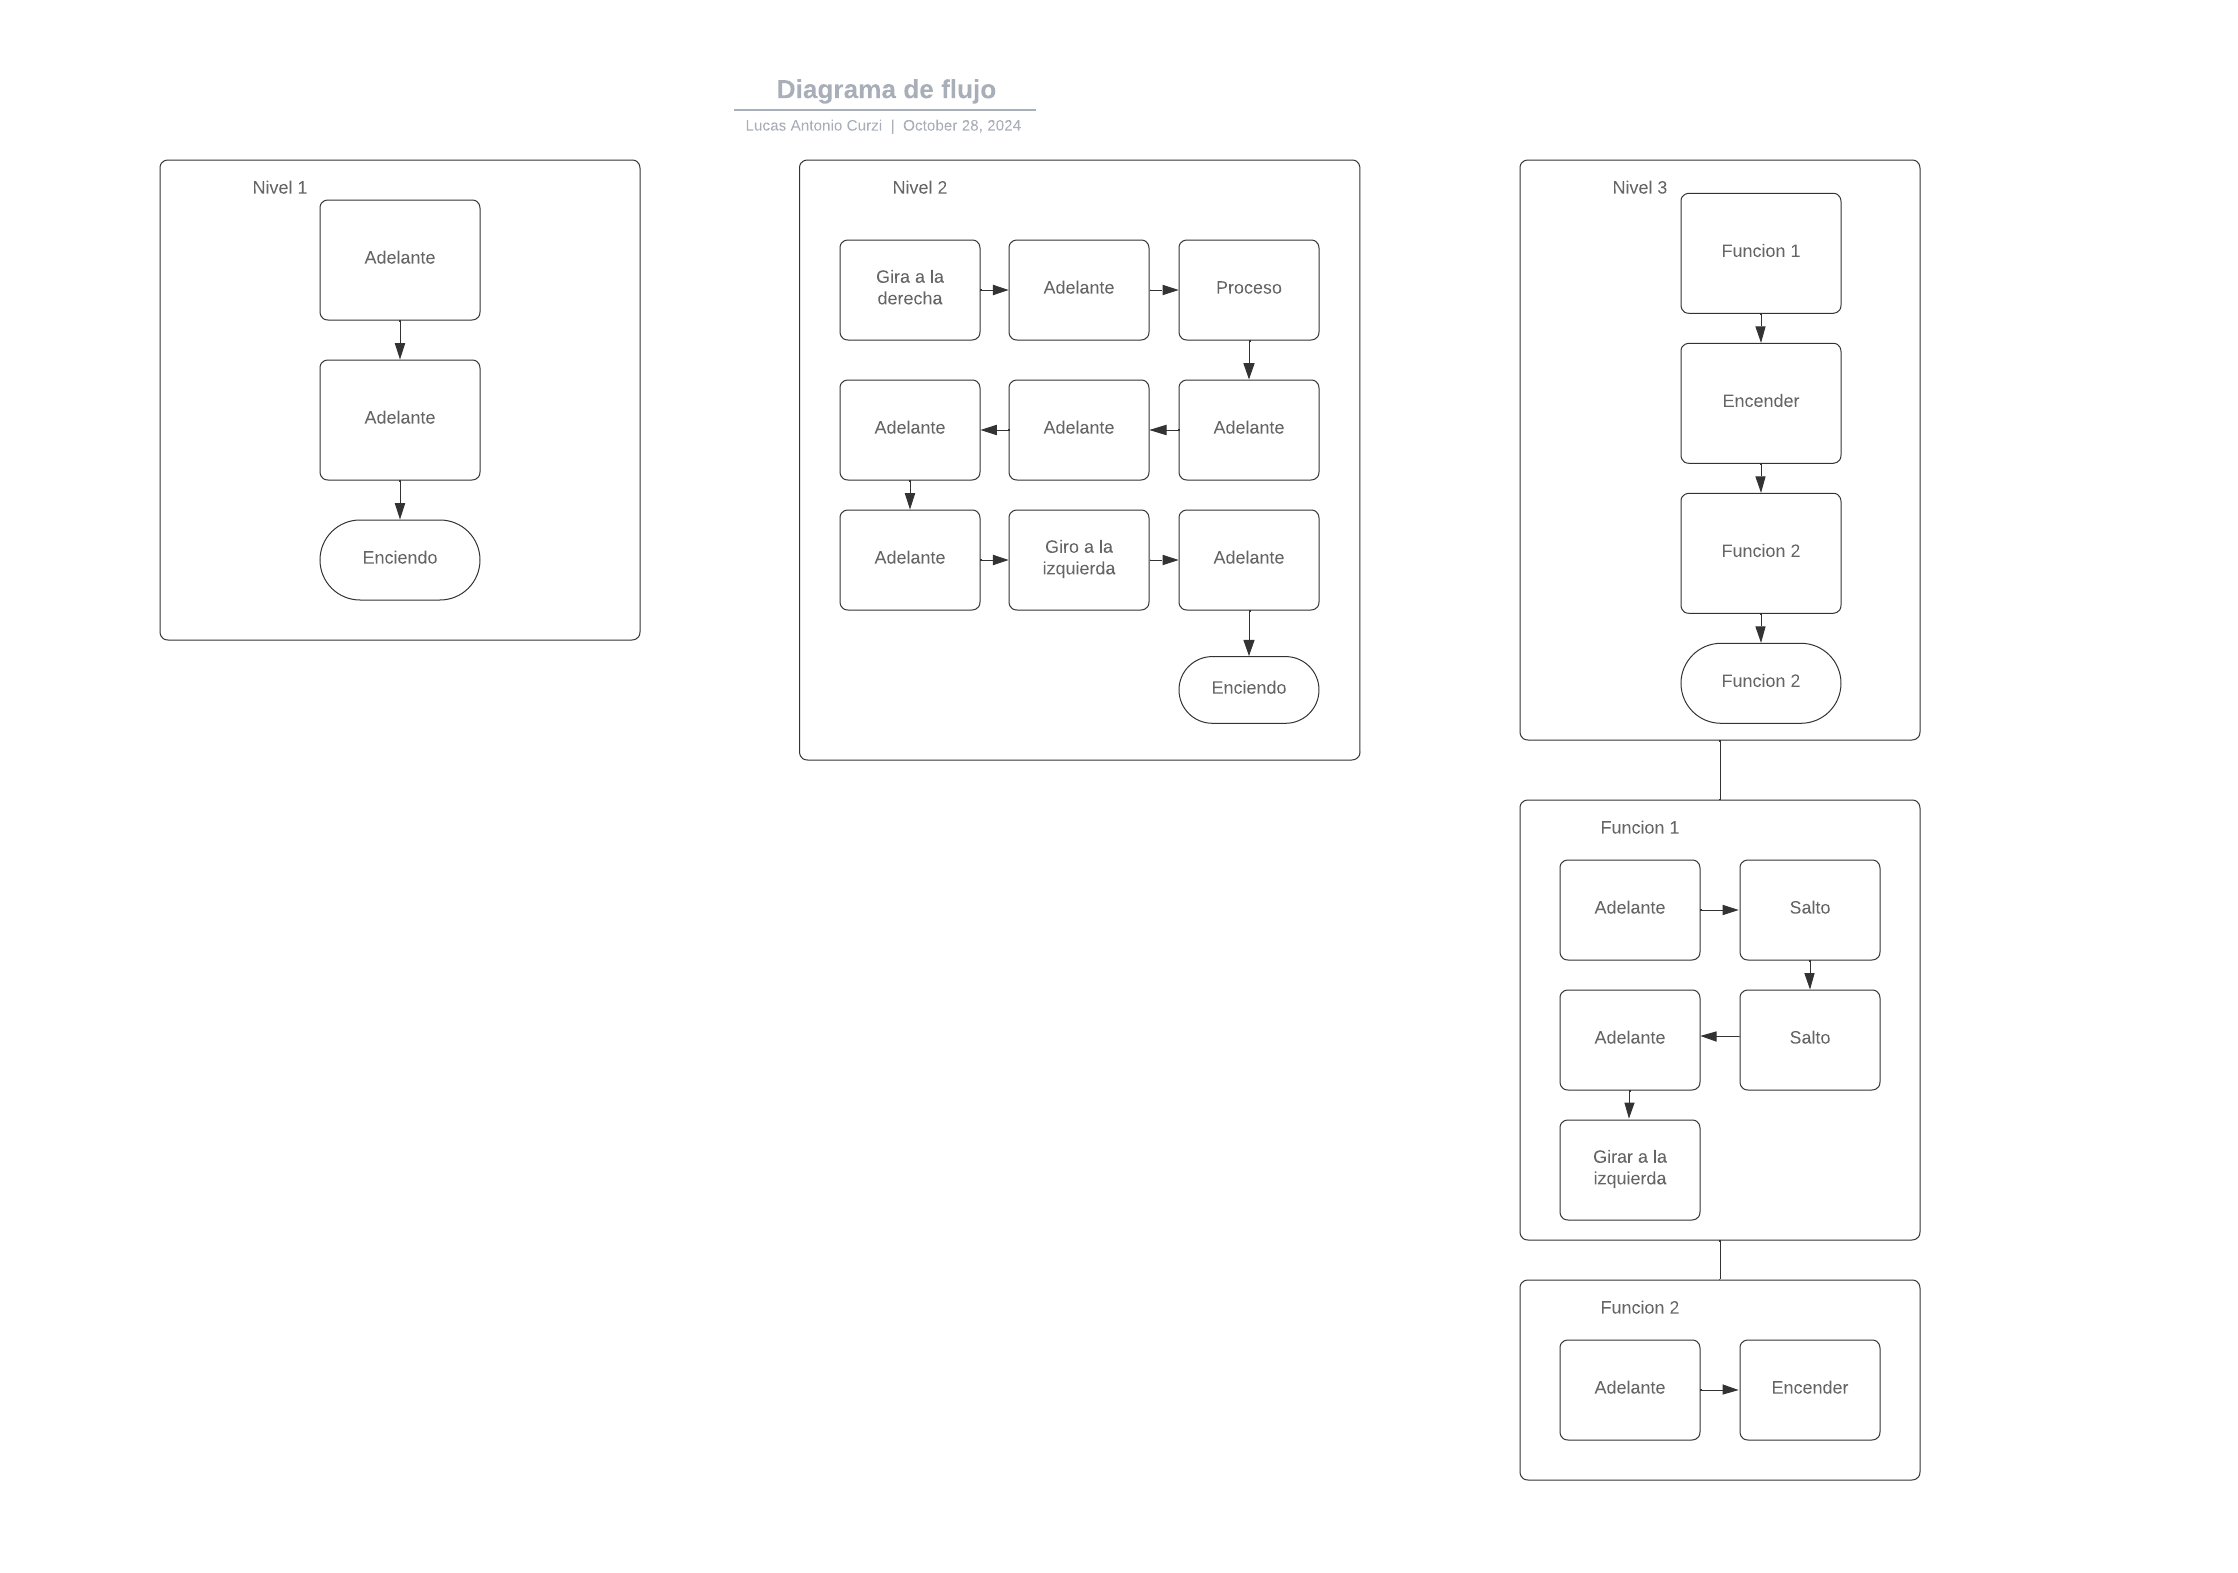 Diagrama de flujo
Lucas Antonio Curzi | October 28, 2024
Nivel 1
Adelante
Adelante
Enciendo
Nivel 2
Gira a la
derecha
Adelante
Proceso
Adelante
Adelante
Adelante
Adelante
Giro a la
izquierda
Adelante
Enciendo
Nivel 3
Funcion 1
Encender
Funcion 2
Funcion 2
Funcion 1
Adelante
Salto
Adelante
Salto
Girar a la
izquierda
Funcion 2
Adelante
Encender